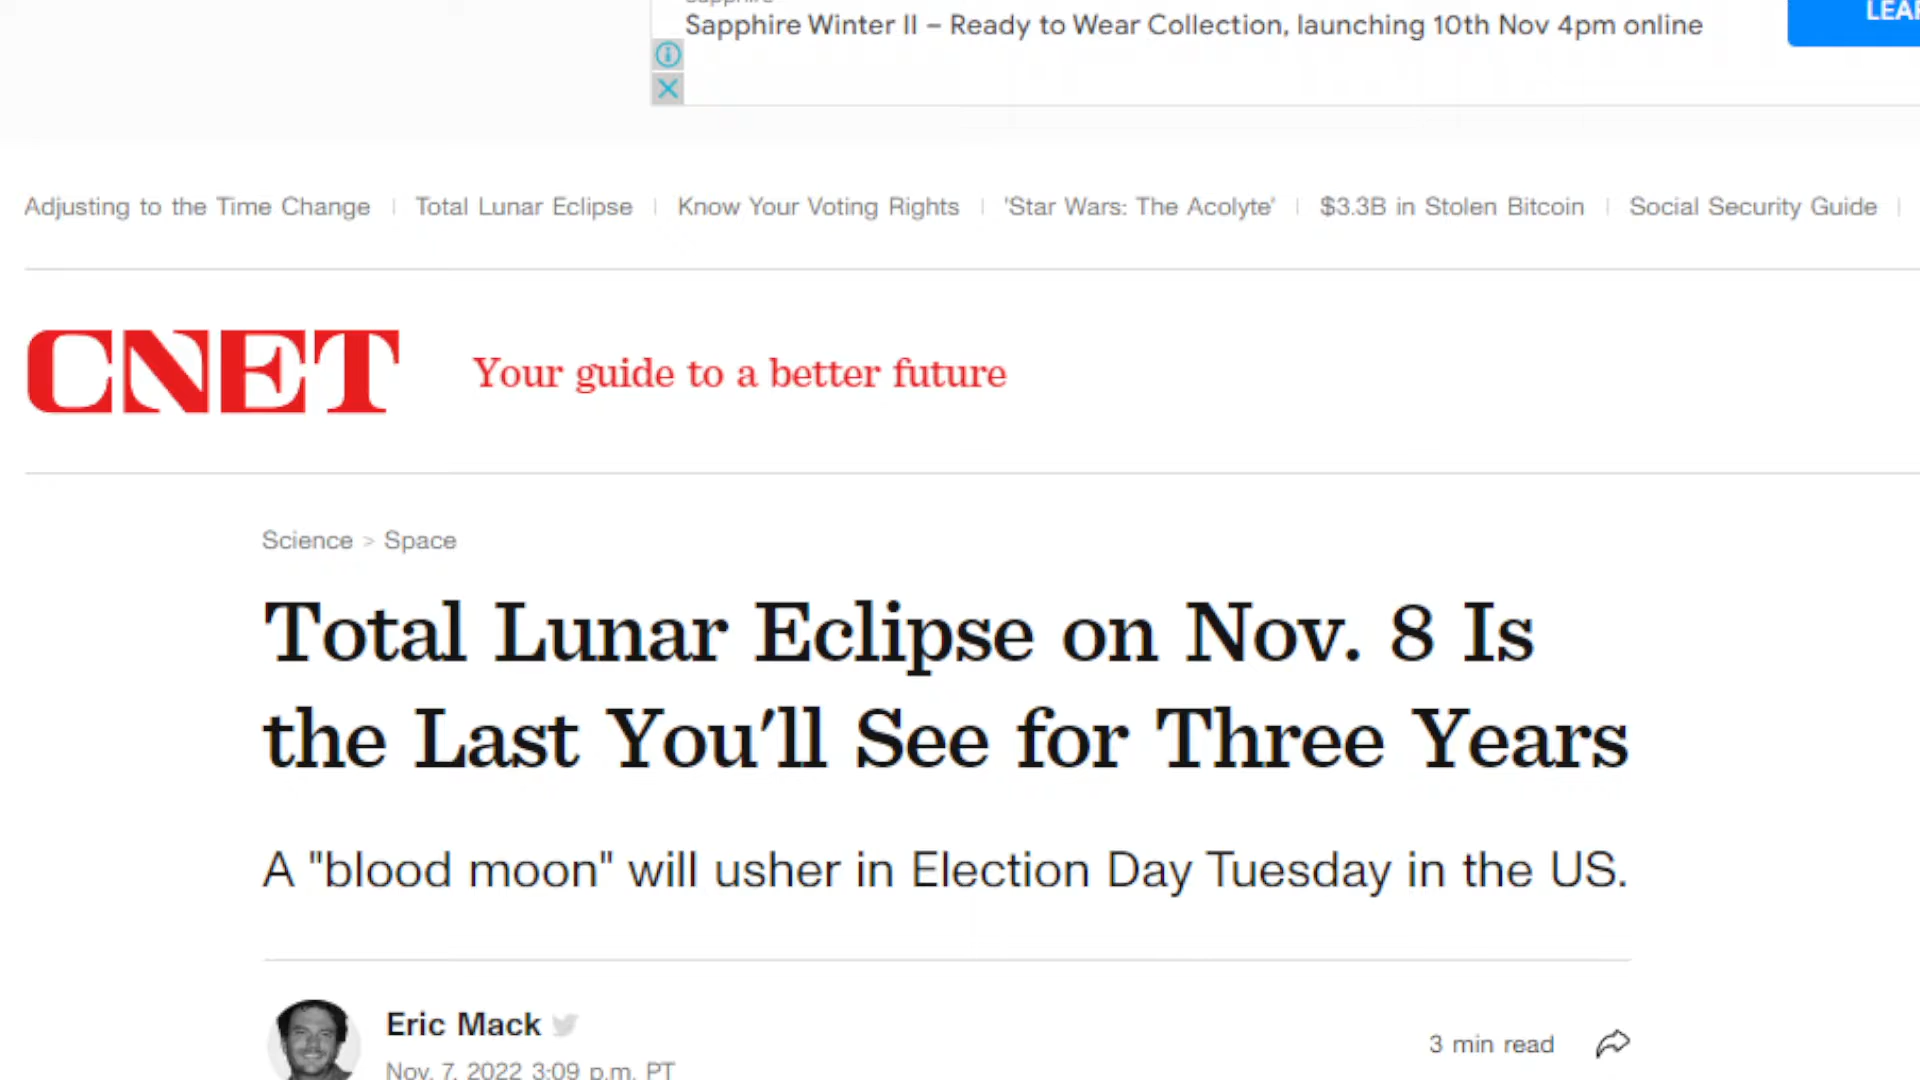 Sapphire Winter II – Ready to Wear Collection, launching 10th Nov 4pm online
Adjusting to the Time Change | Total Lunar Eclipse | Know Your Voting Rights | 'Star Wars: The Acolyte' | $3.3B in Stolen Bitcoin | Social Security Guide |
CNET Your guide to a better future
Science > Space
Total Lunar Eclipse on Nov. 8 Is
the Last You'll See for Three Years
A "blood moon" will usher in Election Day Tuesday in the US.
Eric Mack
3 min read
Nov. 7, 2022 3:09 p.m. PT